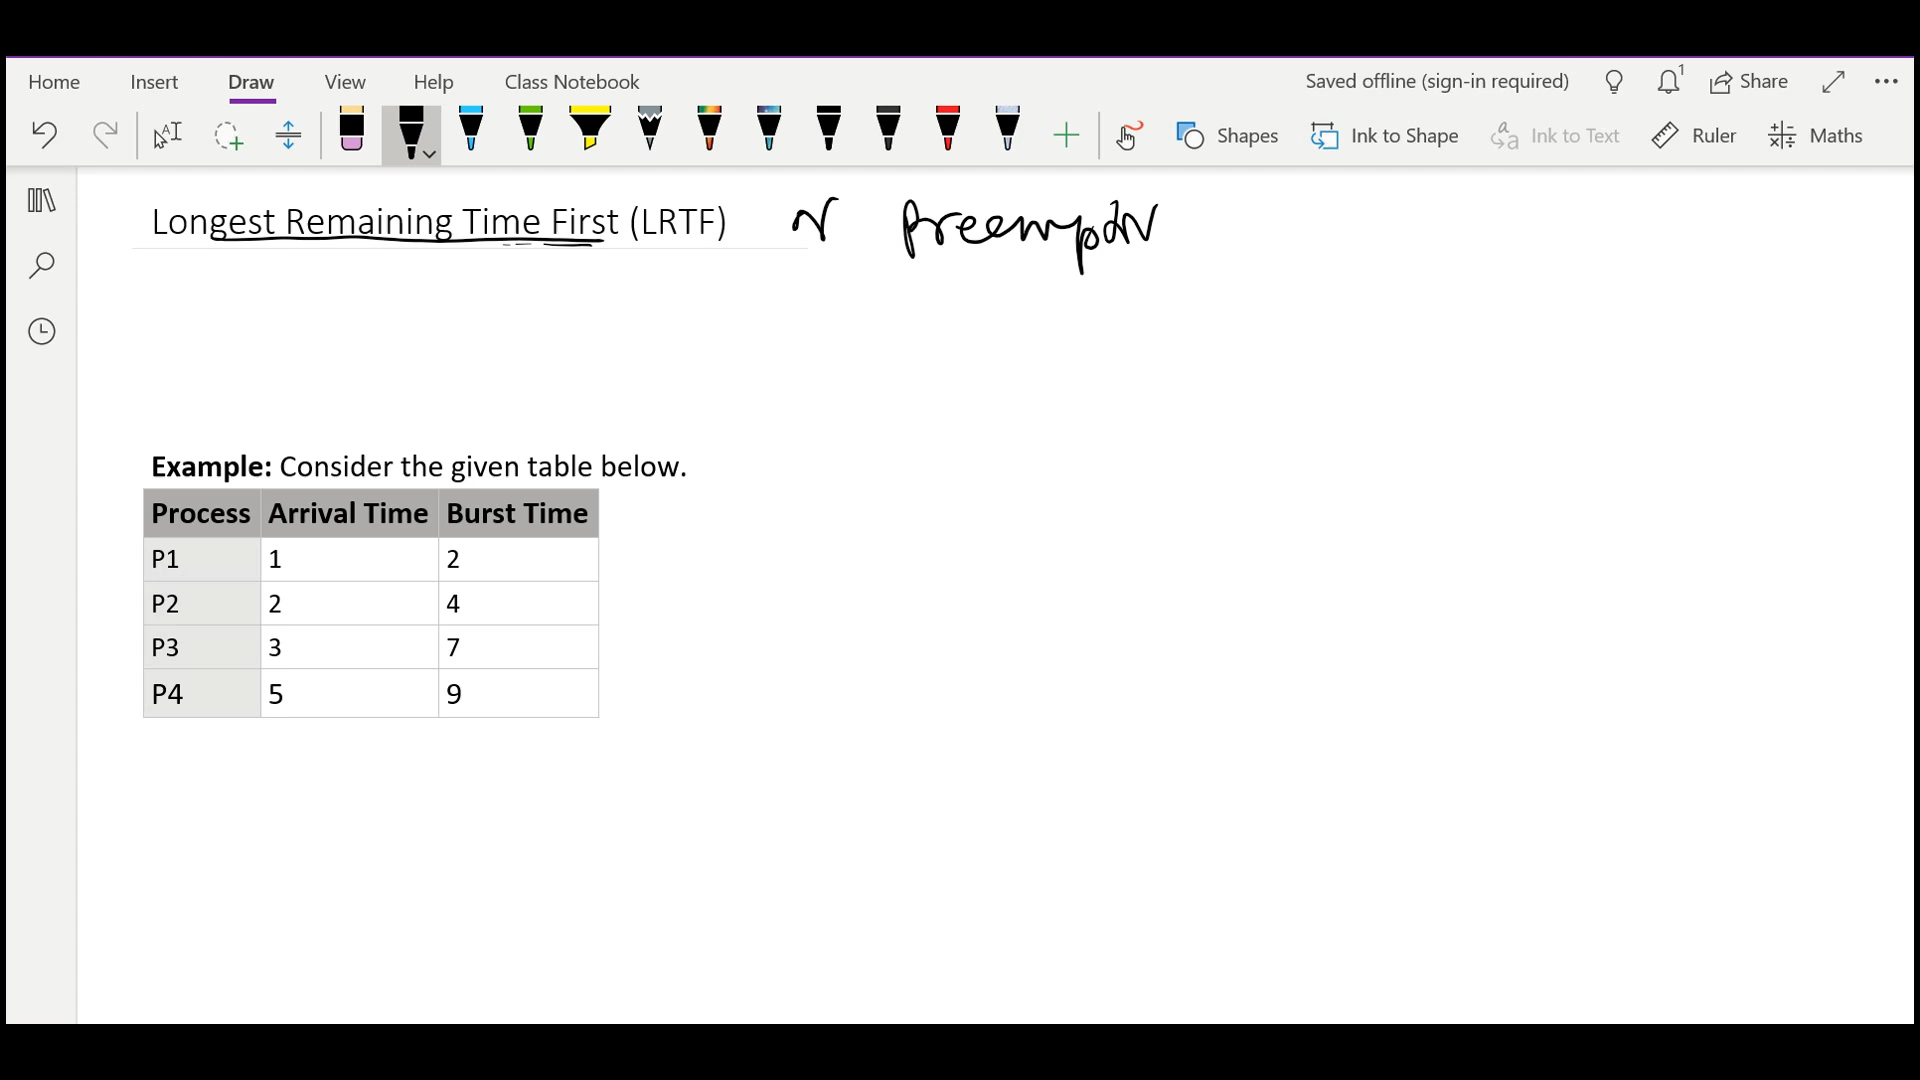 Home Insert Draw View Help Class Notebook Saved offline (sign-in required) 1 Share
Shapes Ink to Shape Ink to Text Ruler Maths
Longest Remaining Time First (LRTF)
Example: Consider the given table below.
Process Arrival Time Burst Time
P1 1 2
P2 2 4
P3 3 7
P4 5 9